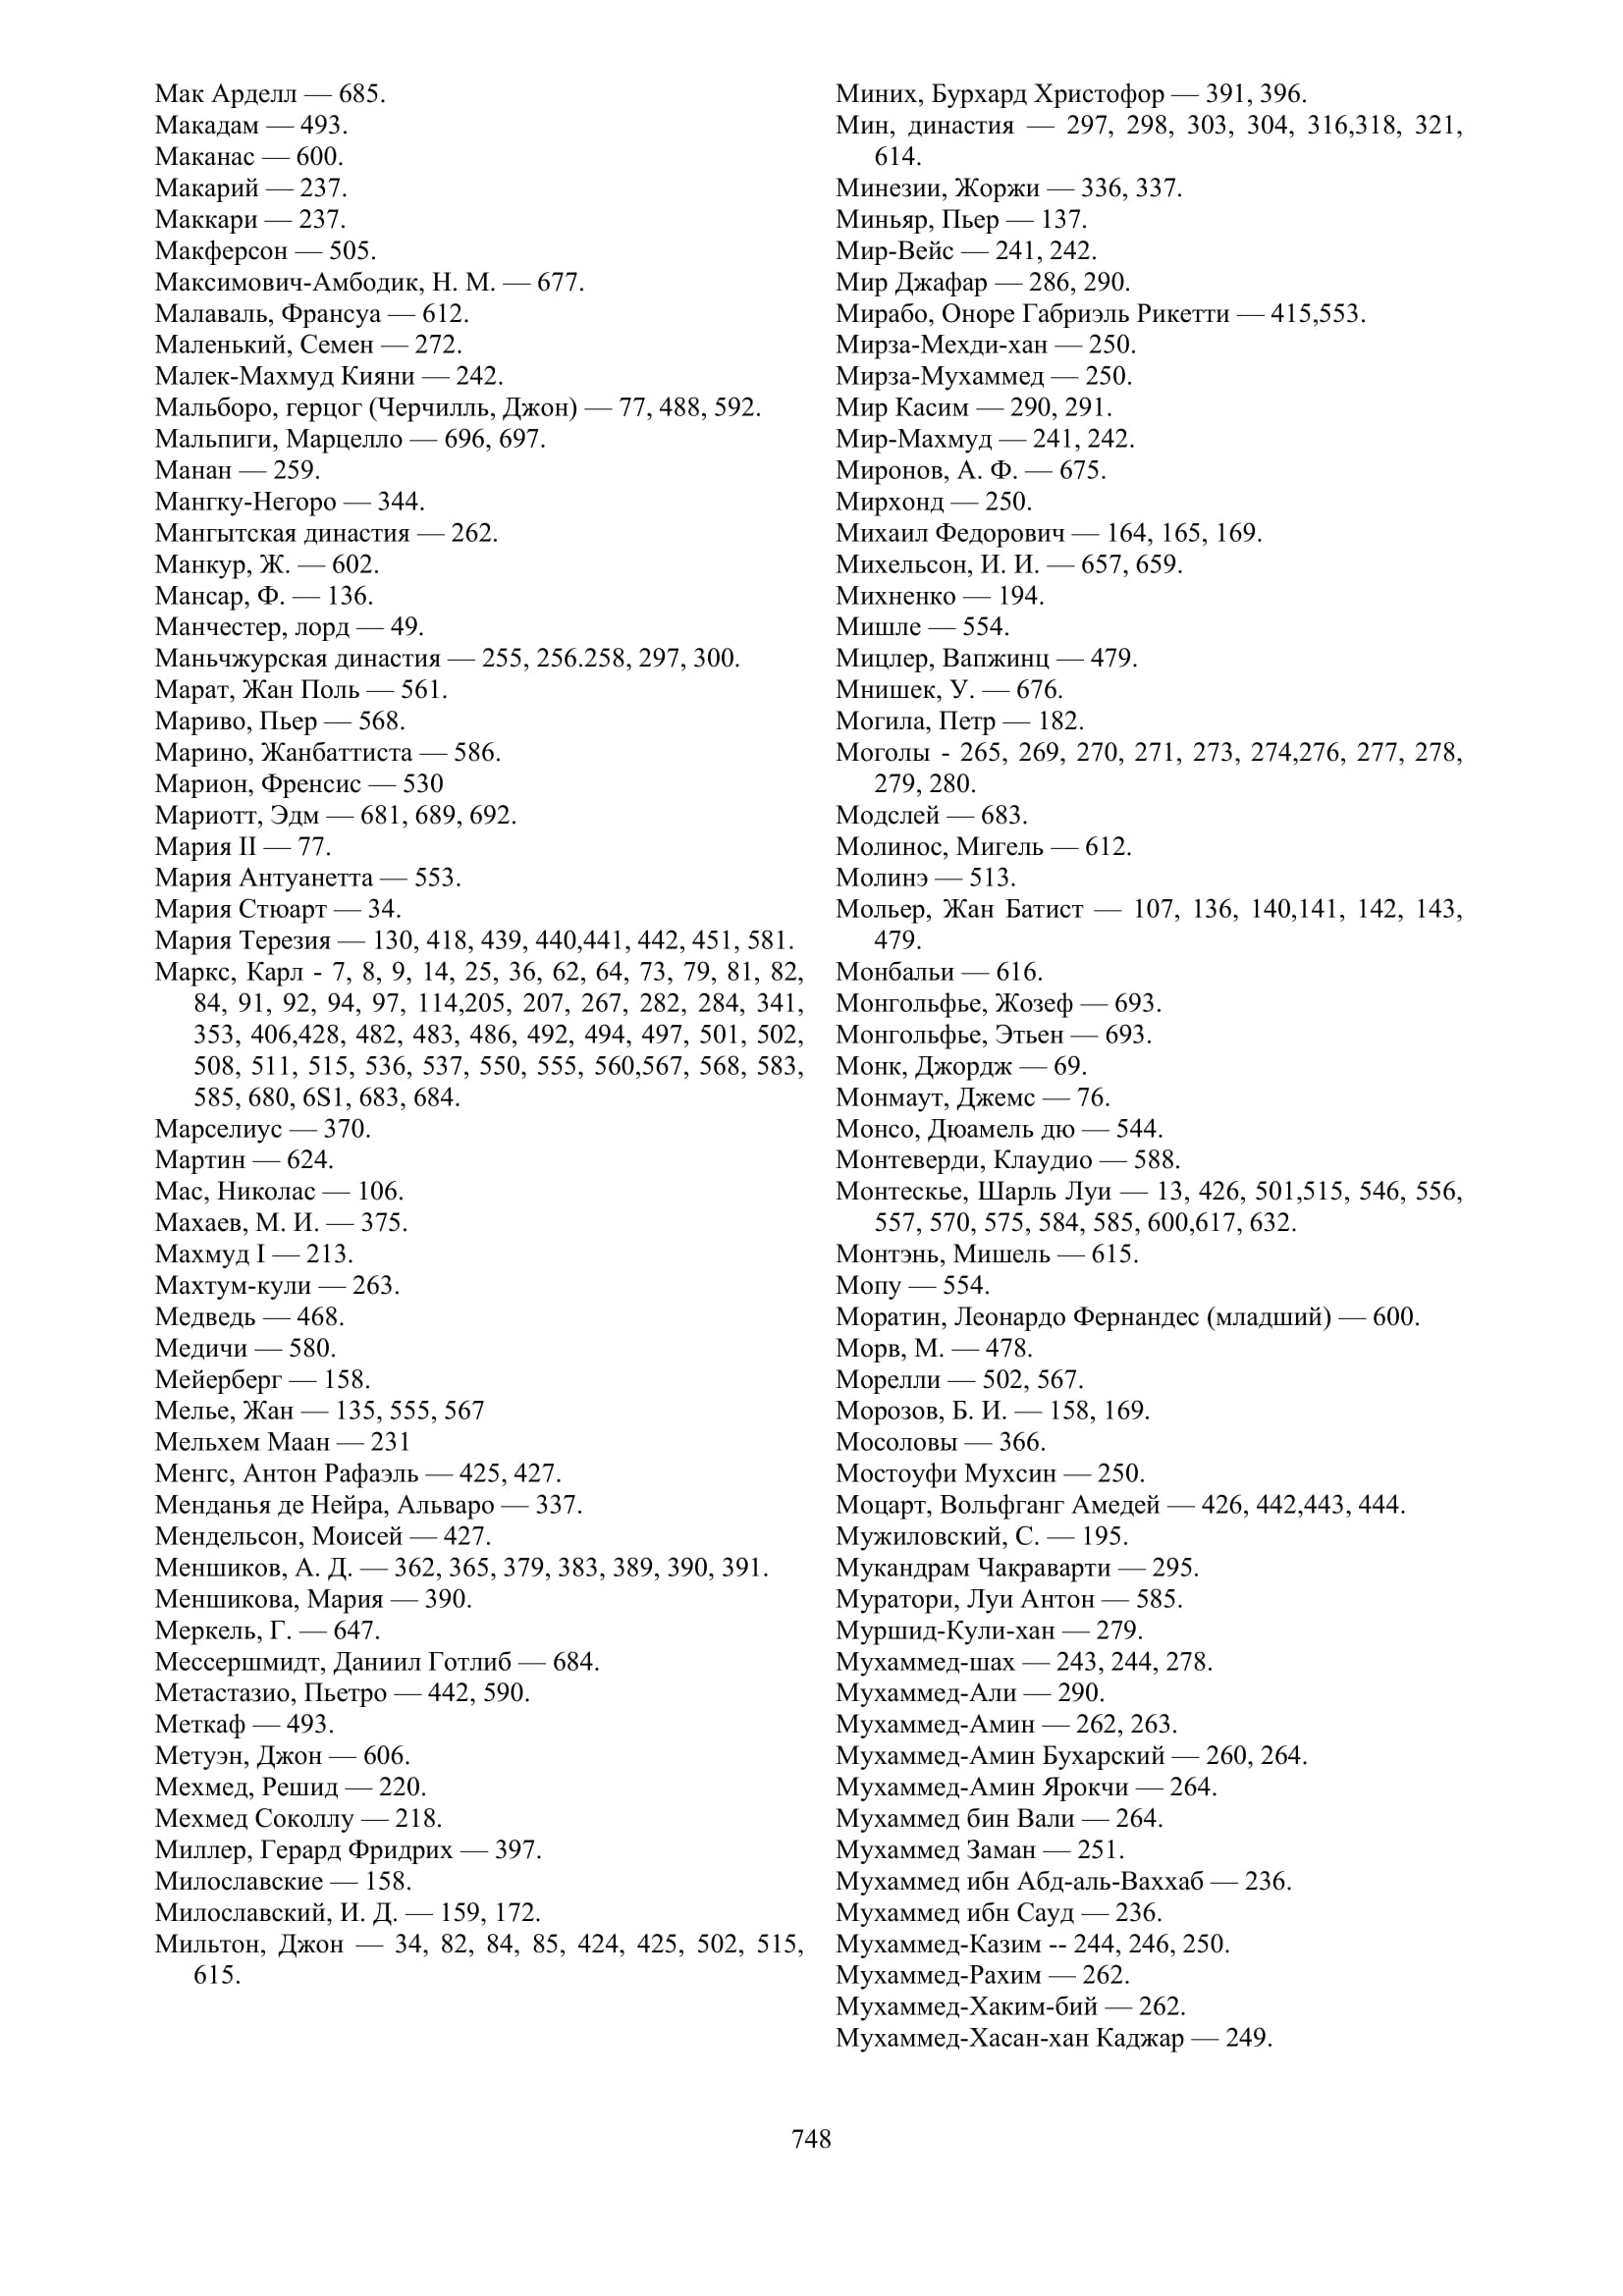 Мак Арделл — 685.
Макадам — 493.
Маканас — 600.
Макарий — 237.
Маккари — 237.
Макферсон — 505.
Максимович-Амбодик, Н. М. — 677.
Малаваль, Франсуа — 612.
Маленький, Семен — 272.
Малек-Махмуд Кияни — 242.
Мальборо, герцог (Черчилль, Джон) — 77, 488, 592.
Мальпиги, Марцелло — 696, 697.
Манан — 259.
Мангку-Негоро — 344.
Мангытская династия — 262.
Манкур, Ж. — 602.
Мансар, Ф. — 136.
Манчестер, лорд — 49.
Маньчжурская династия — 255, 256.258, 297, 300.
Марат, Жан Поль — 561.
Мариво, Пьер — 568.
Марино, Жанбаттиста — 586.
Марион, Френсис — 530
Мариотт, Эдм — 681, 689, 692.
Мария II — 77.
Мария Антуанетта — 553.
Мария Стюарт — 34.
Мария Терезия — 130, 418, 439, 440,441, 442, 451, 581.
Маркс, Карл - 7, 8, 9, 14, 25, 36, 62, 64, 73, 79, 81, 82,
84, 91, 92, 94, 97, 114,205, 207, 267, 282, 284, 341,
353, 406,428, 482, 483, 486, 492, 494, 497, 501, 502,
508, 511, 515, 536, 537, 550, 555, 560,567, 568, 583,
585, 680, 6S1, 683, 684.
Марселиус — 370.
Мартин — 624.
Мас, Николас — 106.
Махаев, М. И. — 375.
Махмуд I — 213.
Махтум-кули — 263.
Медведь — 468.
Медичи — 580.
Мейерберг — 158.
Мелье, Жан — 135, 555, 567
Мельхем Маан — 231
Менгс, Антон Рафаэль — 425, 427.
Менданья де Нейра, Альваро — 337.
Мендельсон, Моисей — 427.
Меншиков, А. Д. — 362, 365, 379, 383, 389, 390, 391.
Меншикова, Мария — 390.
Меркель, Г. — 647.
Мессершмидт, Даниил Готлиб — 684.
Метастазио, Пьетро — 442, 590.
Меткаф — 493.
Метуэн, Джон — 606.
Мехмед, Решид — 220.
Мехмед Соколлу — 218.
Миллер, Герард Фридрих — 397.
Милославские — 158.
Милославский, И. Д. — 159, 172.
Мильтон, Джон — 34, 82, 84, 85, 424, 425, 502, 515,
615.
Миних, Бурхард Христофор — 391, 396.
Мин, династия — 297, 298, 303, 304, 316,318, 321,
614.
Минезии, Жоржи — 336, 337.
Миньяр, Пьер — 137.
Мир-Вейс — 241, 242.
Мир Джафар — 286, 290.
Мирабо, Оноре Габриэль Рикетти — 415,553.
Мирза-Мехди-хан — 250.
Мирза-Мухаммед — 250.
Мир Касим — 290, 291.
Мир-Махмуд — 241, 242.
Миронов, А. Ф. — 675.
Мирхонд — 250.
Михаил Федорович — 164, 165, 169.
Михельсон, И. И. — 657, 659.
Михненко — 194.
Мишле — 554.
Мицлер, Вапжинц — 479.
Мнишек, У. — 676.
Могила, Петр — 182.
Моголы - 265, 269, 270, 271, 273, 274,276, 277, 278,
279, 280.
Модслей — 683.
Молинос, Мигель — 612.
Молинэ — 513.
Мольер, Жан Батист — 107, 136, 140,141, 142, 143,
479.
Монбальи — 616.
Монгольфье, Жозеф — 693.
Монгольфье, Этьен — 693.
Монк, Джордж — 69.
Монмаут, Джемс — 76.
Монсо, Дюамель дю — 544.
Монтеверди, Клаудио — 588.
Монтескье, Шарль Луи — 13, 426, 501,515, 546, 556,
557, 570, 575, 584, 585, 600,617, 632.
Монтэнь, Мишель — 615.
Мопу — 554.
Моратин, Леонардо Фернандес (младший) — 600.
Морв, М. — 478.
Морелли — 502, 567.
Морозов, Б. И. — 158, 169.
Мосоловы — 366.
Мостоуфи Мухсин — 250.
Моцарт, Вольфганг Амедей — 426, 442,443, 444.
Мужиловский, С. — 195.
Мукандрам Чакраварти — 295.
Муратори, Луи Антон — 585.
Муршид-Кули-хан — 279.
Мухаммед-шах — 243, 244, 278.
Мухаммед-Али — 290.
Мухаммед-Амин — 262, 263.
Мухаммед-Амин Бухарский — 260, 264.
Мухаммед-Амин Ярокчи — 264.
Мухаммед бин Вали — 264.
Мухаммед Заман — 251.
Мухаммед ибн Абд-аль-Ваххаб — 236.
Мухаммед ибн Сауд — 236.
Мухаммед-Казим -- 244, 246, 250.
Мухаммед-Рахим — 262.
Мухаммед-Хаким-бий — 262.
Мухаммед-Хасан-хан Каджар — 249.
748